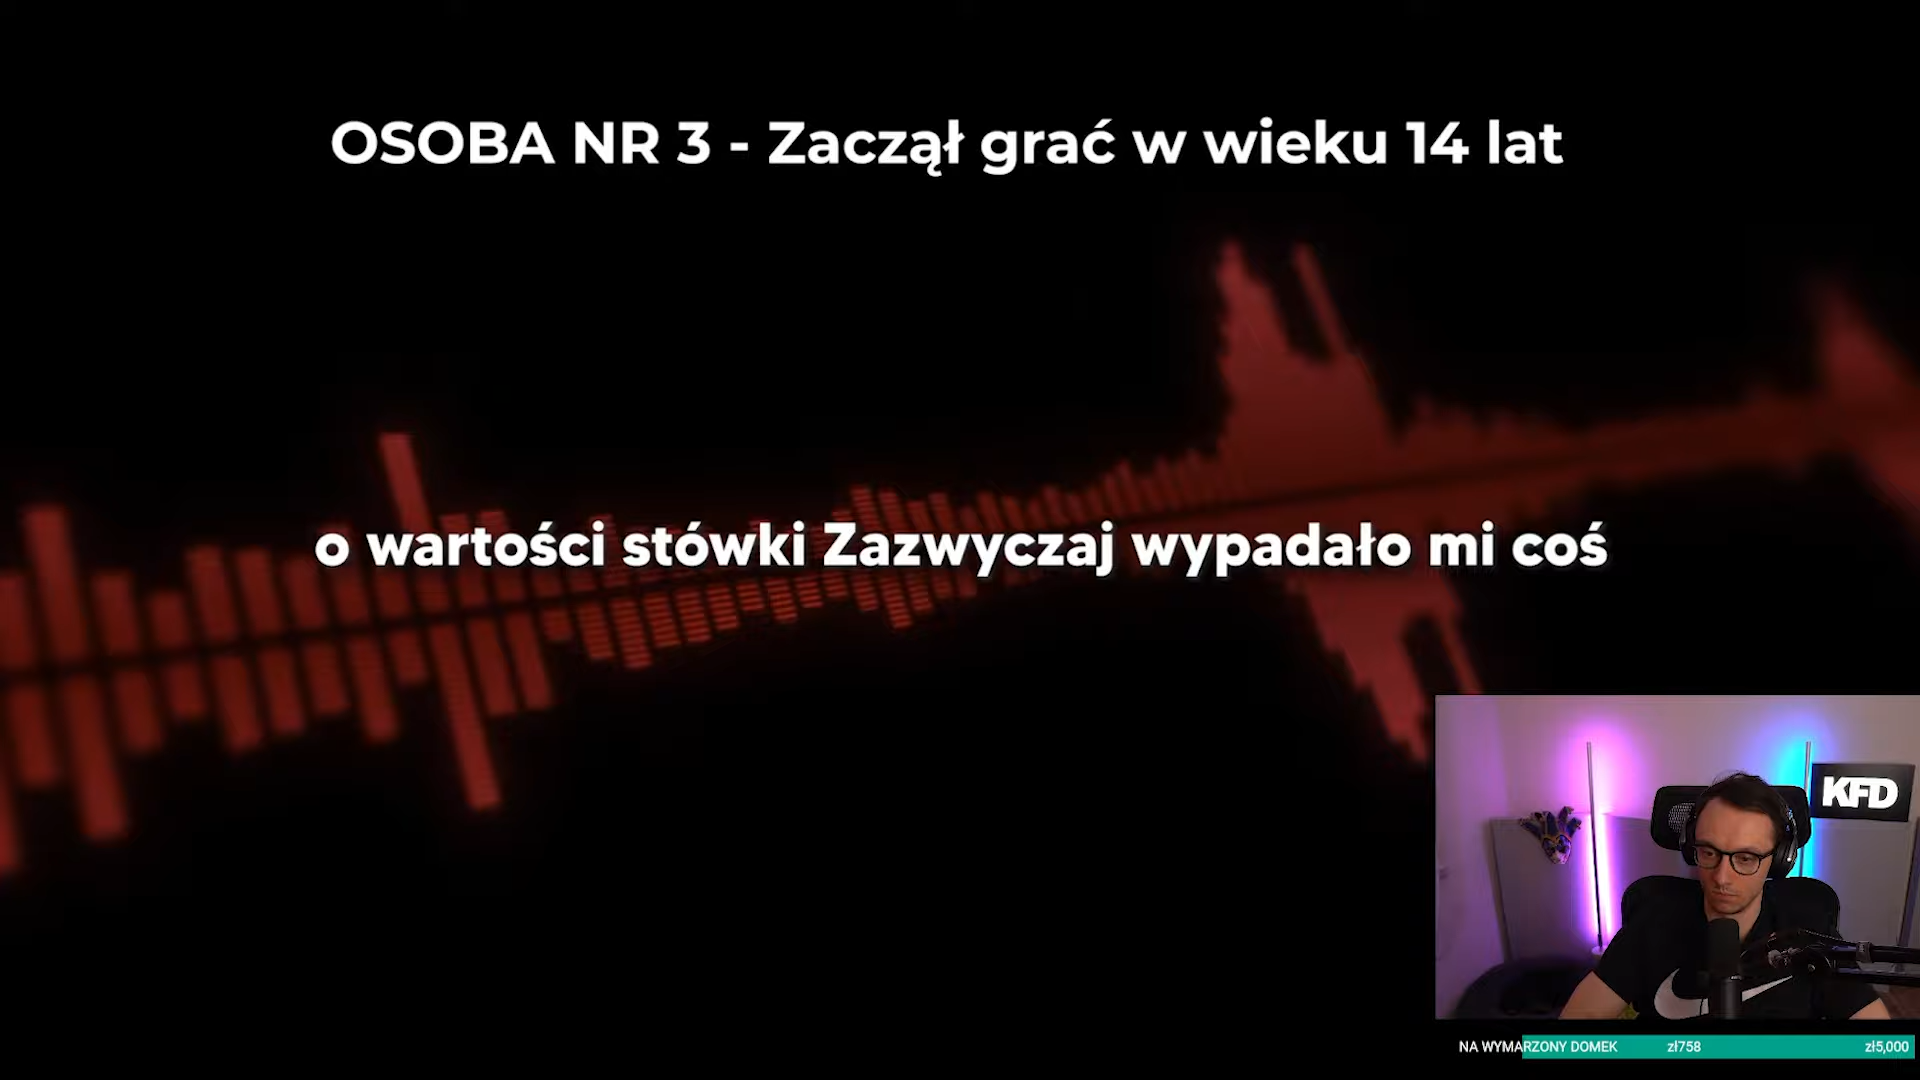 OSOBA NR 3 - Zaczął grać w wieku 14 lat
o wartości stówki Zazwyczaj wypadało mi coś
KFD
NA WYMARZONY DOMEK zł758 zł5,000